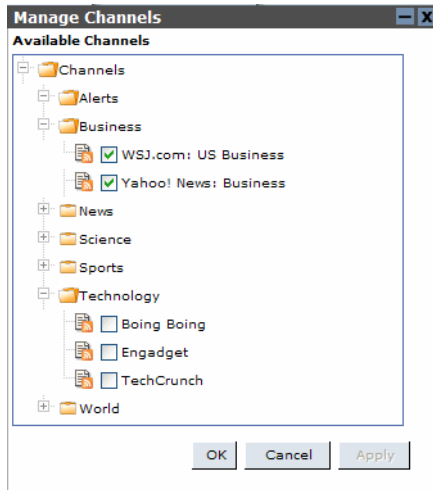 Manage Channels
Available Channels
Channels
Alerts
Business
WSJ.com: US Business
Yahoo! News: Business
News
Science
Sports
Technology
Boing Boing
Engadget
TechCrunch
World
OK Cancel Apply